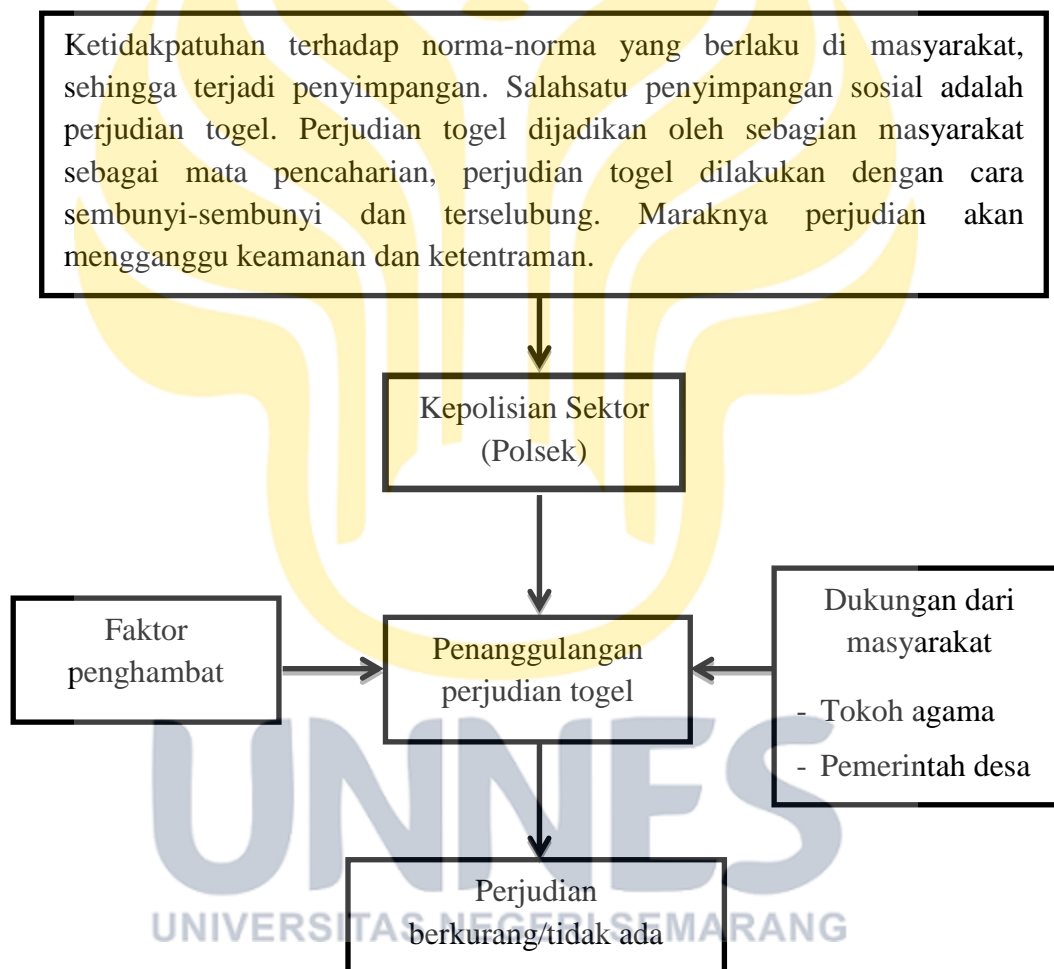 Ketidakpatuhan terhadap norma-norma yang berlaku di masyarakat,
sehingga terjadi penyimpangan. Salahsatu penyimpangan sosial adalah
perjudian togel. Perjudian togel dijadikan oleh sebagian masyarakat
sebagai mata pencaharian, perjudian togel dilakukan dengan cara
sembunyi-sembunyi dan terselubung. Maraknya perjudian akan
mengganggu keamanan dan ketentraman.
Kepolisian Sektor
(Polsek)
Faktor
penghambat
Penanggulangan
perjudian togel
Dukungan dari
masyarakat
- Tokoh agama
- Pemerintah desa
UNNES
Perjudian
berkurang/tidak ada
UNIVERSITAS NEGERI SEMARANG